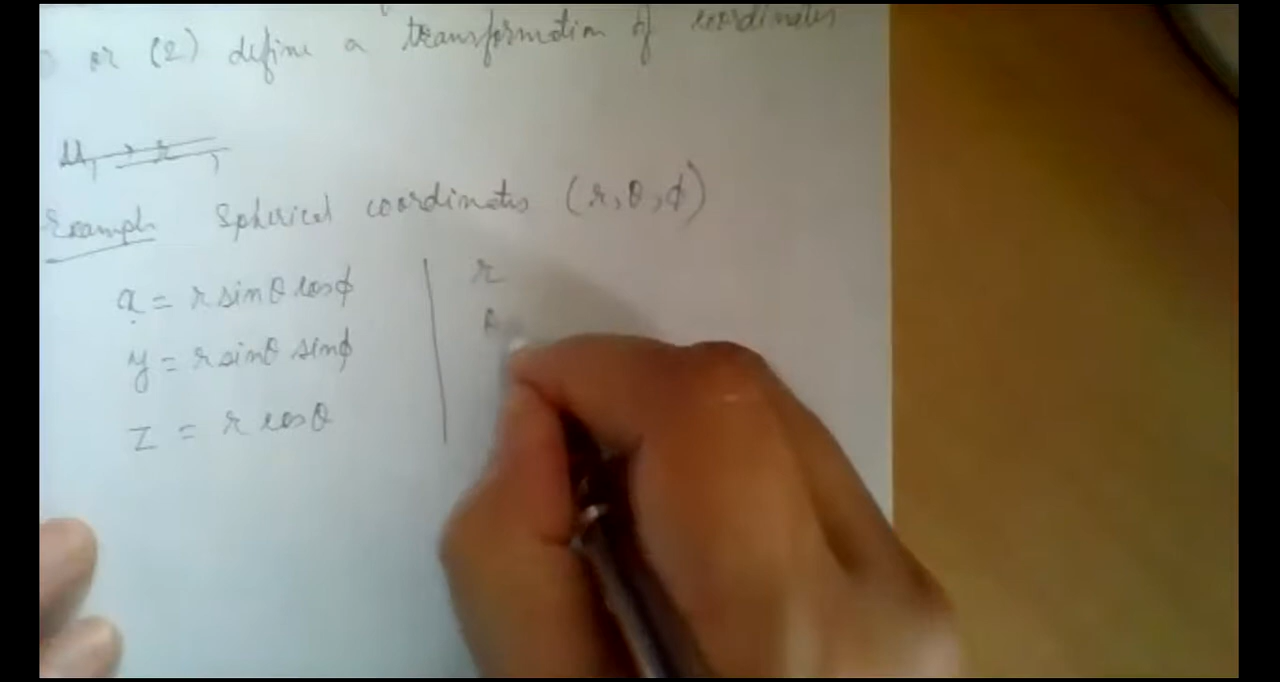 or (2) define a transformation of coordinates
Example Spherical coordinates (r, θ, ϕ)
x = r sinθ cosϕ
y = r sinθ sinϕ
z = r cosθ
r